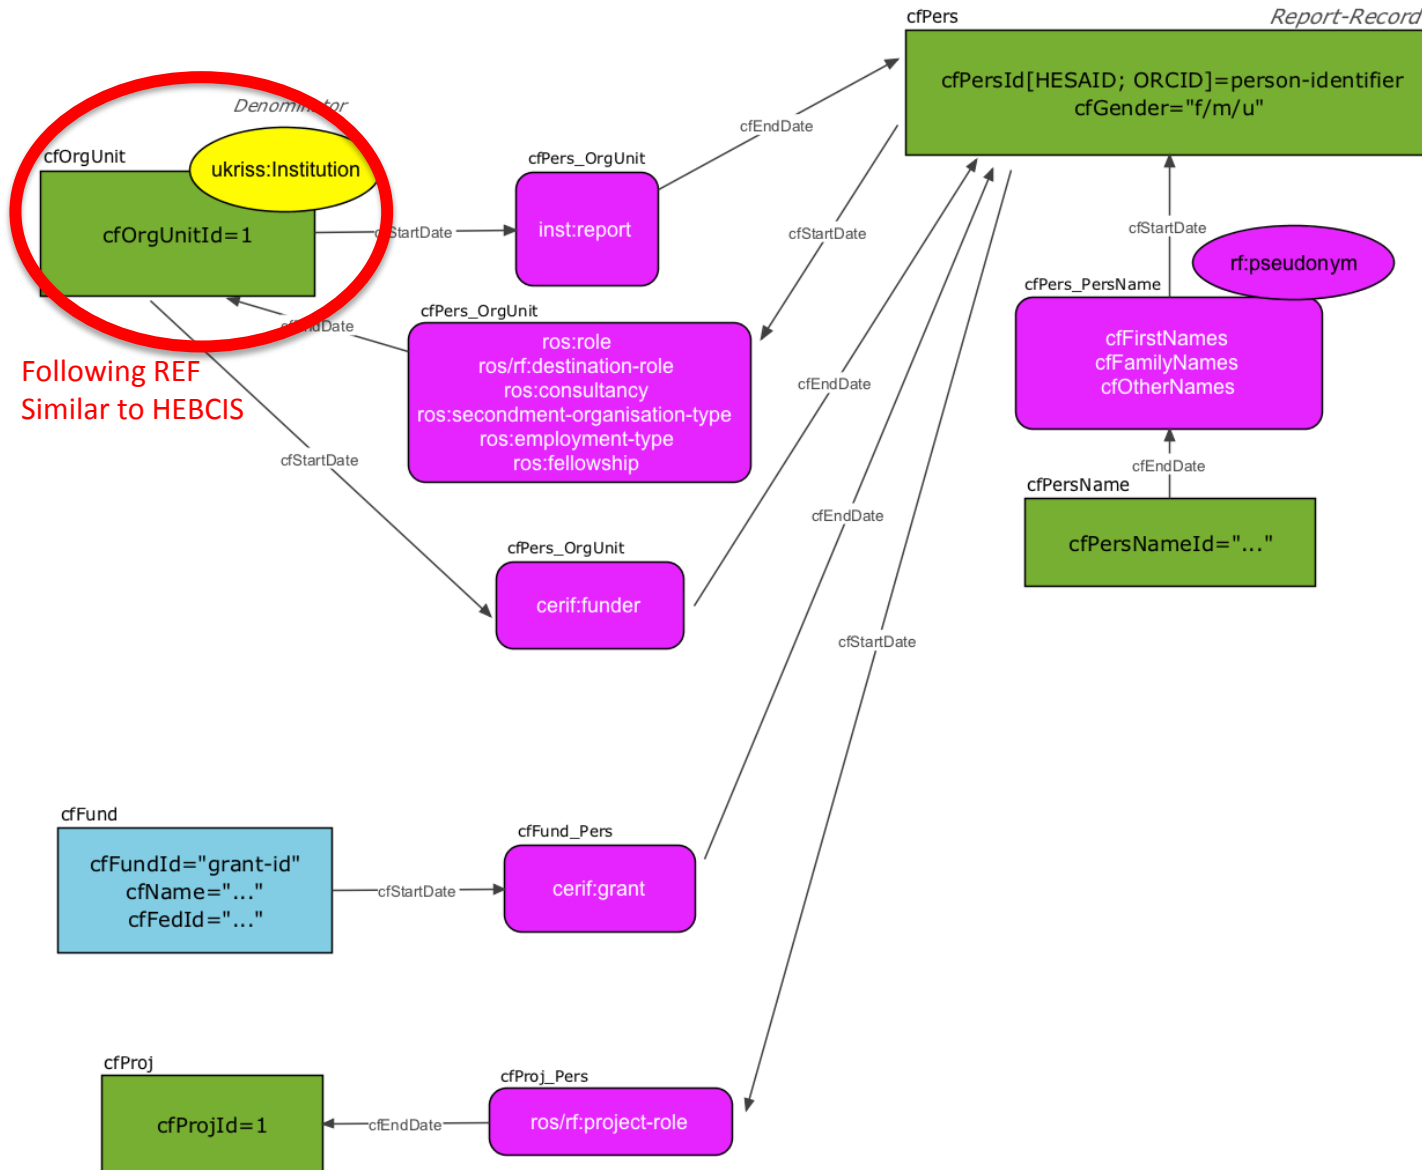 cfPers
Report-Record
cfPersId[HESAID; ORCID]=person-identifier
cfGender="f/m/u"
Denominator
cfOrgUnit
ukriss:Institution
cfOrgUnitId=1
cfStartDate
cfPers_OrgUnit
inst:report
cfEndDate
cfStartDate
cfEndDate
cfPers_OrgUnit
ros:role
ros/rf:destination-role
ros:consultancy
ros:secondment-organisation-type
ros:employment-type
ros:fellowship
cfStartDate
rf:pseudonym
cfPers_PersName
cfFirstNames
cfFamilyNames
cfOtherNames
cfEndDate
cfPersName
cfPersNameId="..."
Following REF
Similar to HEBCIS
cfStartDate
cfEndDate
cfPers_OrgUnit
cerif:funder
cfEndDate
cfStartDate
cfFund
cfFundId="grant-id"
cfName="..."
cfFedId="..."
cfStartDate
cfFund_Pers
cerif:grant
cfProj
cfProjId=1
cfEndDate
cfProj_Pers
ros/rf:project-role